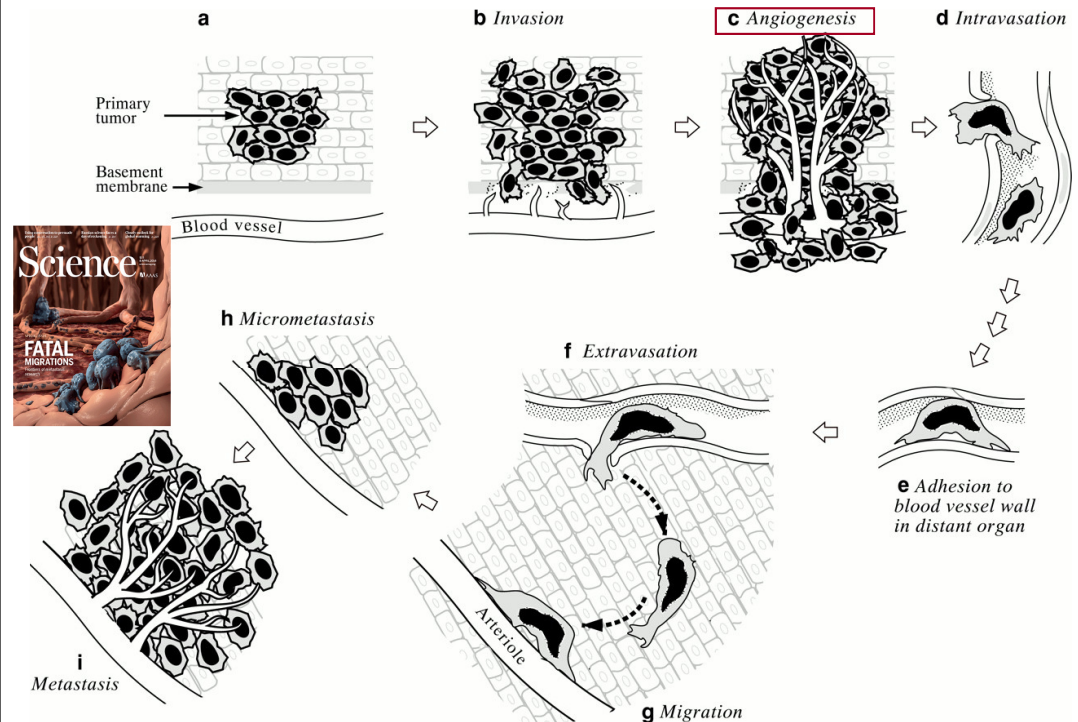 a
b Invasion
c Angiogenesis
d Intravasation
Primary
tumor
Basement
membrane
Blood vessel
Science
AAAS
FATAL
MIGRATIONS
h Micrometastasis
f Extravasation
e Adhesion to
blood vessel wall
in distant organ
Arteriole
i
Metastasis
g Migration